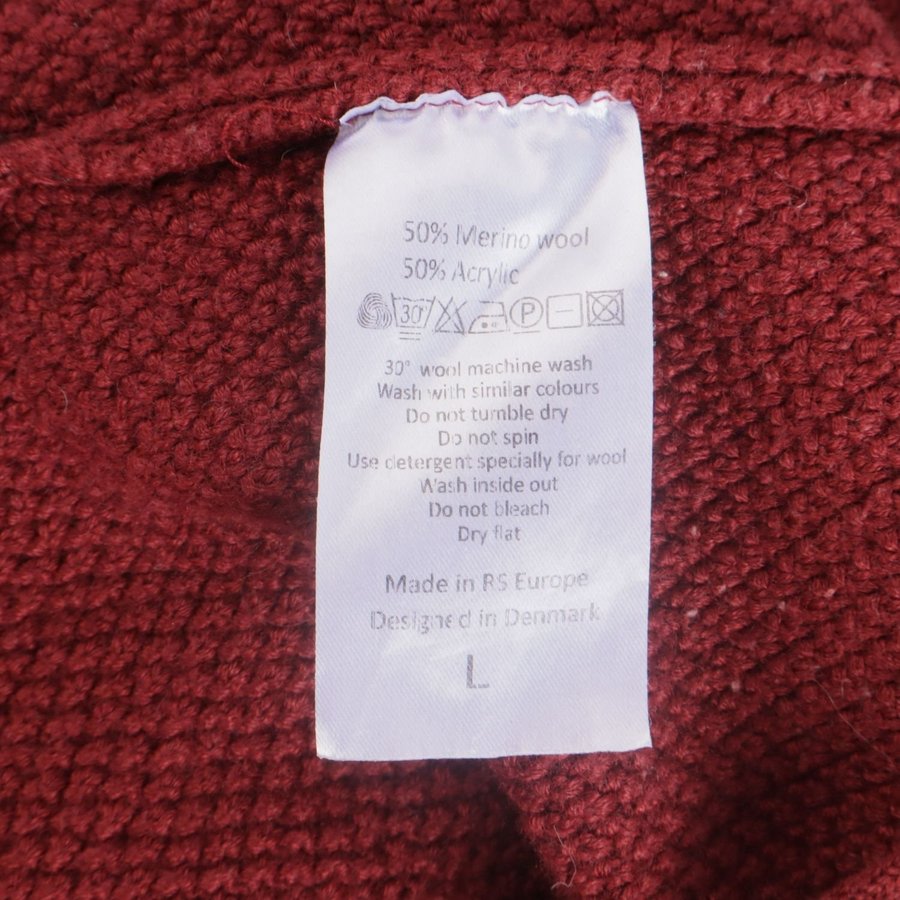 50% Merino wool
50% Acrylic
30° P
30° wool machine wash
Wash with similar colours
Do not tumble dry
Do not spin
Use detergent specially for wool
Wash inside out
Do not bleach
Dry flat
Made in RS Europe
Designed in Denmark
L